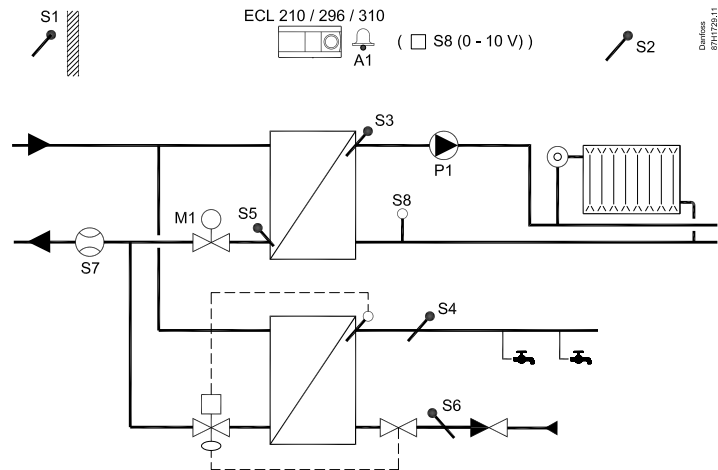 S1
ECL 210 / 296 / 310
A1
( S8 (0 - 10 V) )
S2
Danfoss
87H1729.11
S3
P1
S8
M1
S5
S7
S4
S6